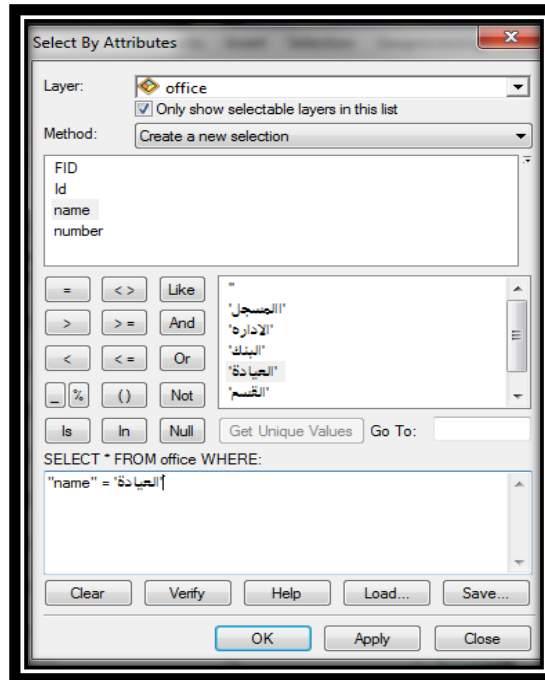 Select By Attributes
Layer:
office
Only show selectable layers in this list
Method:
Create a new selection
FID
Id
name
number
= < > Like
> > = And
< < = Or
_ % () Not
Is In Null
''
'االمسجل'
'الاداره'
'البنك'
'العيادة'
'القسم'
Get Unique Values Go To:
SELECT * FROM office WHERE:
"name" = 'العيادة'
Clear Verify Help Load... Save...
OK Apply Close